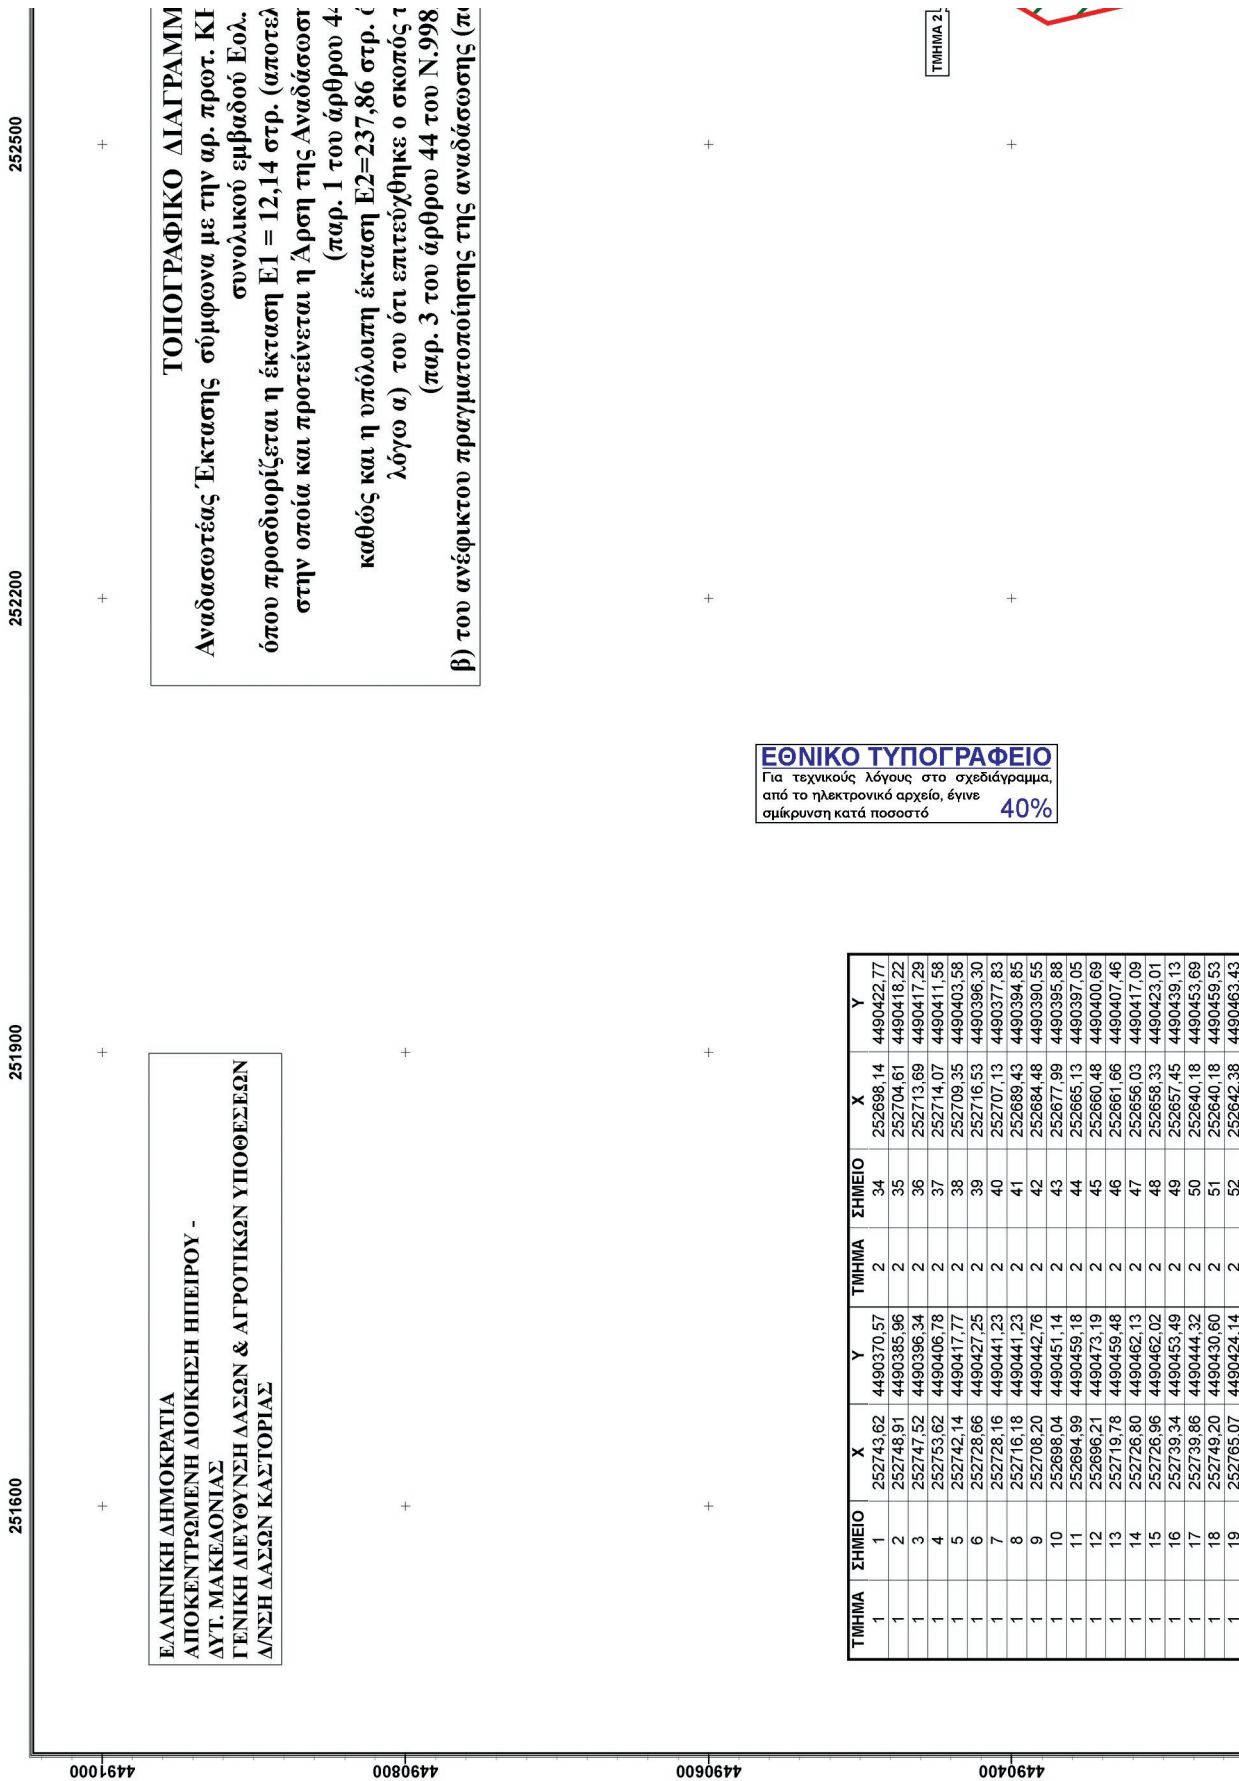 ΕΛΛΗΝΙΚΗ ΔΗΜΟΚΡΑΤΙΑ
ΑΠΟΚΕΝΤΡΩΜΕΝΗ ΔΙΟΙΚΗΣΗ ΗΠΕΙΡΟΥ -
ΔΥΤ. ΜΑΚΕΔΟΝΙΑΣ
ΓΕΝΙΚΗ ΔΙΕΥΘΥΝΣΗ ΔΑΣΩΝ & ΑΓΡΟΤΙΚΩΝ ΥΠΟΘΕΣΕΩΝ
Δ/ΝΣΗ ΔΑΣΩΝ ΚΑΣΤΟΡΙΑΣ
ΤΟΠΟΓΡΑΦΙΚΟ ΔΙΑΓΡΑΜΜ
Αναδασωτέας Έκτασης σύμφωνα με την αρ. πρωτ.
συνολικού εμβαδού Εολ.
όπου προσδιορίζεται η έκταση Ε1 = 12,14 στρ. (αποτελ
στην οποία και προτείνεται η Άρση της Αναδάσωσ
(παρ. 1 του άρθρου 44
καθώς και η υπόλοιπη έκταση Ε2=237,86 στρ.
λόγω α) του ότι επιτεύχθηκε ο σκοπός τ
(παρ. 3 του άρθρου 44 του Ν.998
β) του ανέφικτου πραγματοποίησης της αναδάσωσης (π
251600 251900 252200 252500
4491000
4490800
4490600
4490400
ΤΜΗΜΑ 2
ΕΘΝΙΚΟ ΤΥΠΟΓΡΑΦΕΙΟ
Για τεχνικούς λόγους στο σχεδιάγραμμα,
από το ηλεκτρονικό αρχείο, έγινε
σμίκρυνση κατά ποσοστό 40%
ΤΜΗΜΑ ΣΗΜΕΙΟ X Y ΤΜΗΜΑ ΣΗΜΕΙΟ X Y
1 1 252743,62 4490370,57 2 34 252698,14 4490422,77
1 2 252748,91 4490385,96 2 35 252704,61 4490418,22
1 3 252747,52 4490396,34 2 36 252713,69 4490417,29
1 4 252753,62 4490406,78 2 37 252714,07 4490411,58
1 5 252742,14 4490417,77 2 38 252709,35 4490403,58
1 6 252728,66 4490427,25 2 39 252716,53 4490396,30
1 7 252728,16 4490441,23 2 40 252707,13 4490377,83
1 8 252716,18 4490441,23 2 41 252689,43 4490394,85
1 9 252708,20 4490442,76 2 42 252684,48 4490390,55
1 10 252698,04 4490451,14 2 43 252677,99 4490395,88
1 11 252694,99 4490459,18 2 44 252665,13 4490397,05
1 12 252696,21 4490473,19 2 45 252660,48 4490400,69
1 13 252719,78 4490459,48 2 46 252661,66 4490407,46
1 14 252726,80 4490462,13 2 47 252656,03 4490417,09
1 15 252726,96 4490462,02 2 48 252658,33 4490423,01
1 16 252739,34 4490453,49 2 49 252657,45 4490439,13
1 17 252739,86 4490444,32 2 50 252640,18 4490453,69
1 18 252749,20 4490430,60 2 51 252640,18 4490459,53
1 19 252765,07 4490424,14 2 52 252642,38 4490463,43